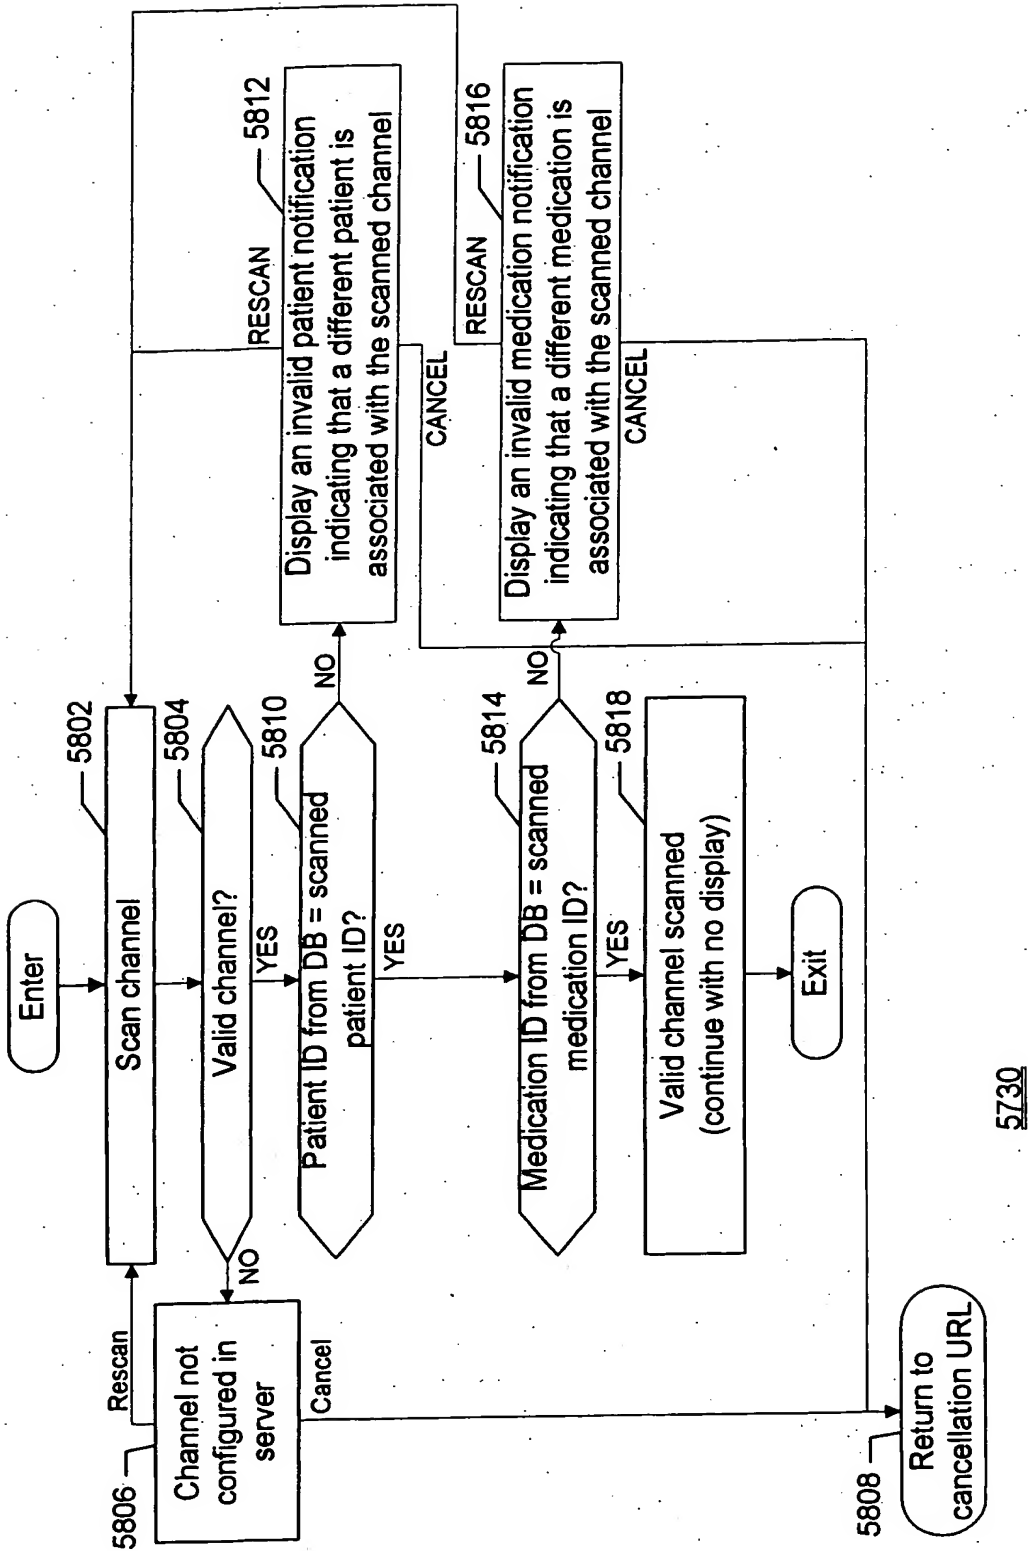 Enter
5802
Scan channel
5804
Valid channel?
YES
NO
Rescan
5806
Channel not
configured in
server
Cancel
5810
Patient ID from DB = scanned
patient ID?
NO
YES
RESCAN
5812
Display an invalid patient notification
indicating that a different patient is
associated with the scanned channel
CANCEL
5814
Medication ID from DB = scanned
medication ID?
NO
YES
RESCAN
5816
Display an invalid medication notification
indicating that a different medication is
associated with the scanned channel
CANCEL
5818
Valid channel scanned
(continue with no display)
Exit
5808
Return to
cancellation URL
5730